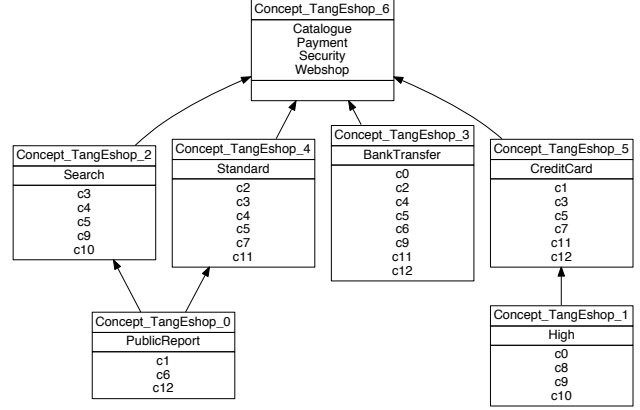 Concept_TangEshop_6
Catalogue
Payment
Security
Webshop
Concept_TangEshop_2
Search
c3
c4
c5
c9
c10
Concept_TangEshop_4
Standard
c2
c3
c4
c5
c7
c11
Concept_TangEshop_3
BankTransfer
c0
c2
c4
c5
c6
c9
c11
c12
Concept_TangEshop_5
CreditCard
c1
c3
c5
c7
c11
c12
Concept_TangEshop_0
PublicReport
c1
c6
c12
Concept_TangEshop_1
High
c0
c8
c9
c10